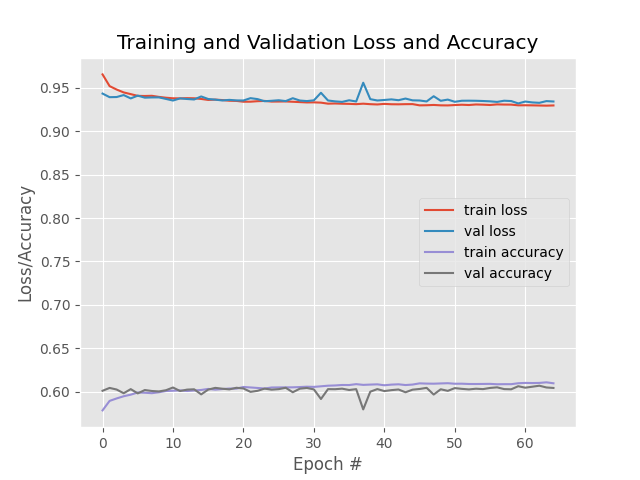 Training and Validation Loss and Accuracy
Loss/Accuracy
0.95
0.90
0.85
0.80
0.75
0.70
0.65
0.60
train loss
val loss
train accuracy
val accuracy
0 10 20 30 40 50 60
Epoch #